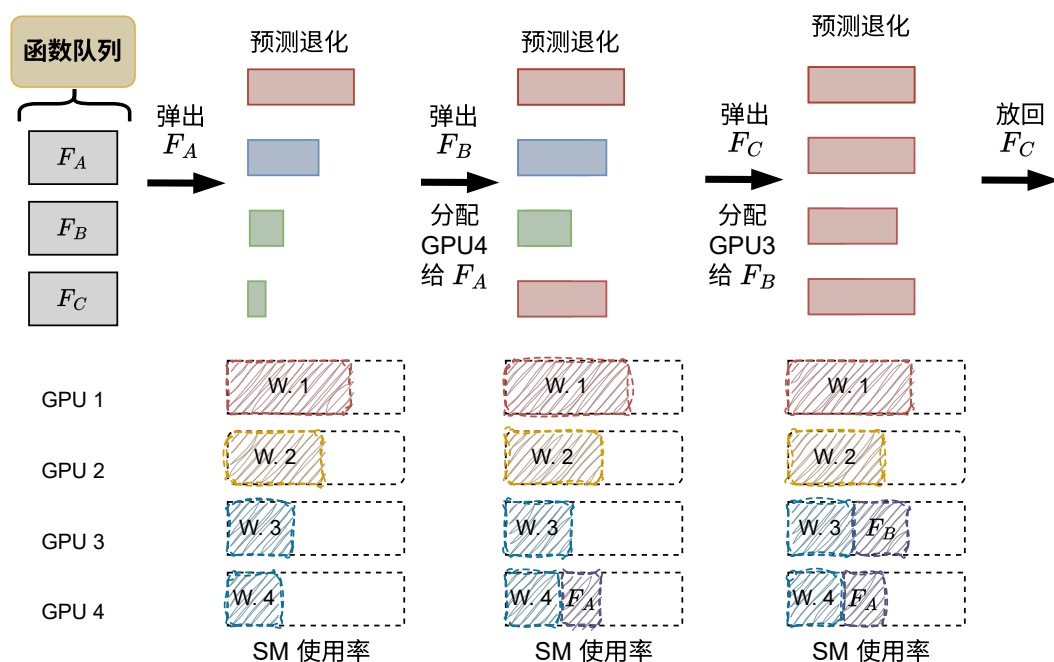 函数队列
F_A
F_B
F_C
弹出
F_A
预测退化
弹出
F_B
分配
GPU4
给 F_A
预测退化
弹出
F_C
分配
GPU3
给 F_B
预测退化
放回
F_C
GPU 1
W. 1
W. 1
W. 1
GPU 2
W. 2
W. 2
W. 2
GPU 3
W. 3
W. 3
W. 3 F_B
GPU 4
W. 4
W. 4 F_A
W. 4 F_A
SM 使用率
SM 使用率
SM 使用率